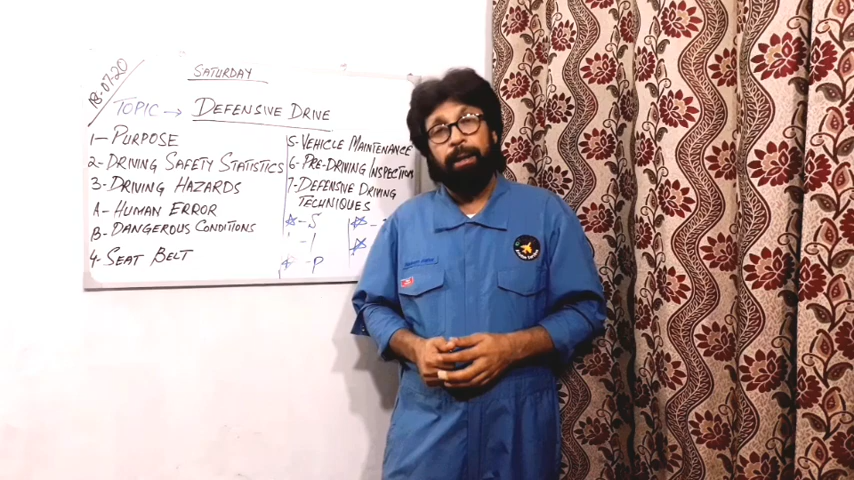 18-07-20
SATURDAY
TOPIC → DEFENSIVE DRIVE
1- PURPOSE
2- DRIVING SAFETY STATISTICS
3- DRIVING HAZARDS
A- HUMAN ERROR
B- DANGEROUS CONDITIONS
4- SEAT BELT
5- VEHICLE MAINTENANCE
6- PRE-DRIVING INSPECTION
7- DEFENSIVE DRIVING
TECHNIQUES
☆- S
- I
☆ - P